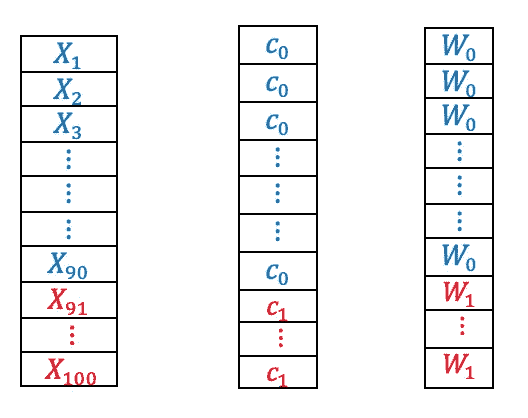 X₁ c₀ W₀
X₂ c₀ W₀
X₃ c₀ W₀
⋮ ⋮ ⋮
⋮ ⋮ ⋮
⋮ ⋮ ⋮
X₉₀ c₀ W₀
X₉₁ c₁ W₁
⋮ ⋮ ⋮
X₁₀₀ c₁ W₁